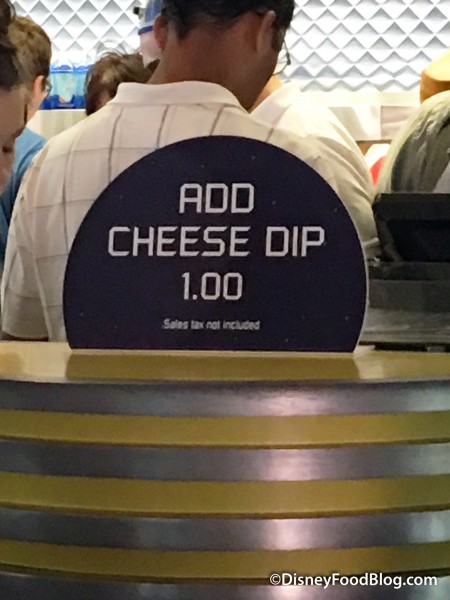 ADD
CHEESE DIP
1.00
Sales tax not included
©DisneyFoodBlog.com